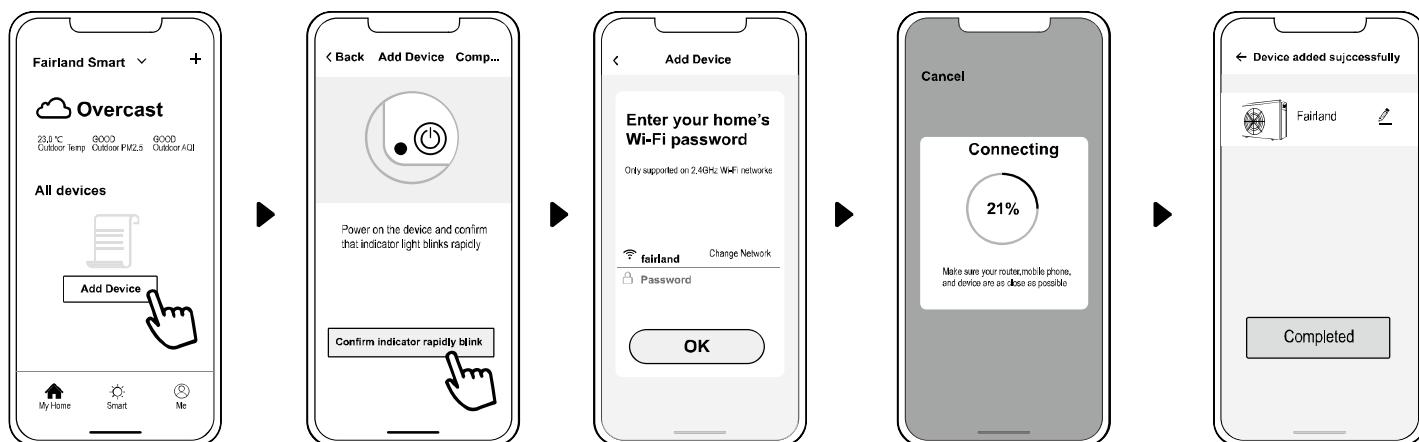 Fairland Smart
+
Overcast
23.0 °C GOOD GOOD
Outdoor Temp Outdoor PM2.5 Outdoor AQI
All devices
Add Device
My Home Smart Me
< Back Add Device Comp...
Power on the device and confirm
that indicator light blinks rapidly
Confirm indicator rapidly blink
< Add Device
Enter your home's
Wi-Fi password
Only supported on 2.4GHz Wi-Fi networke
fairland Change Network
Password
OK
Cancel
Connecting
21%
Make sure your router,mobile phone,
and device are as close as possible
← Device added sujccessfully
Fairland
Completed